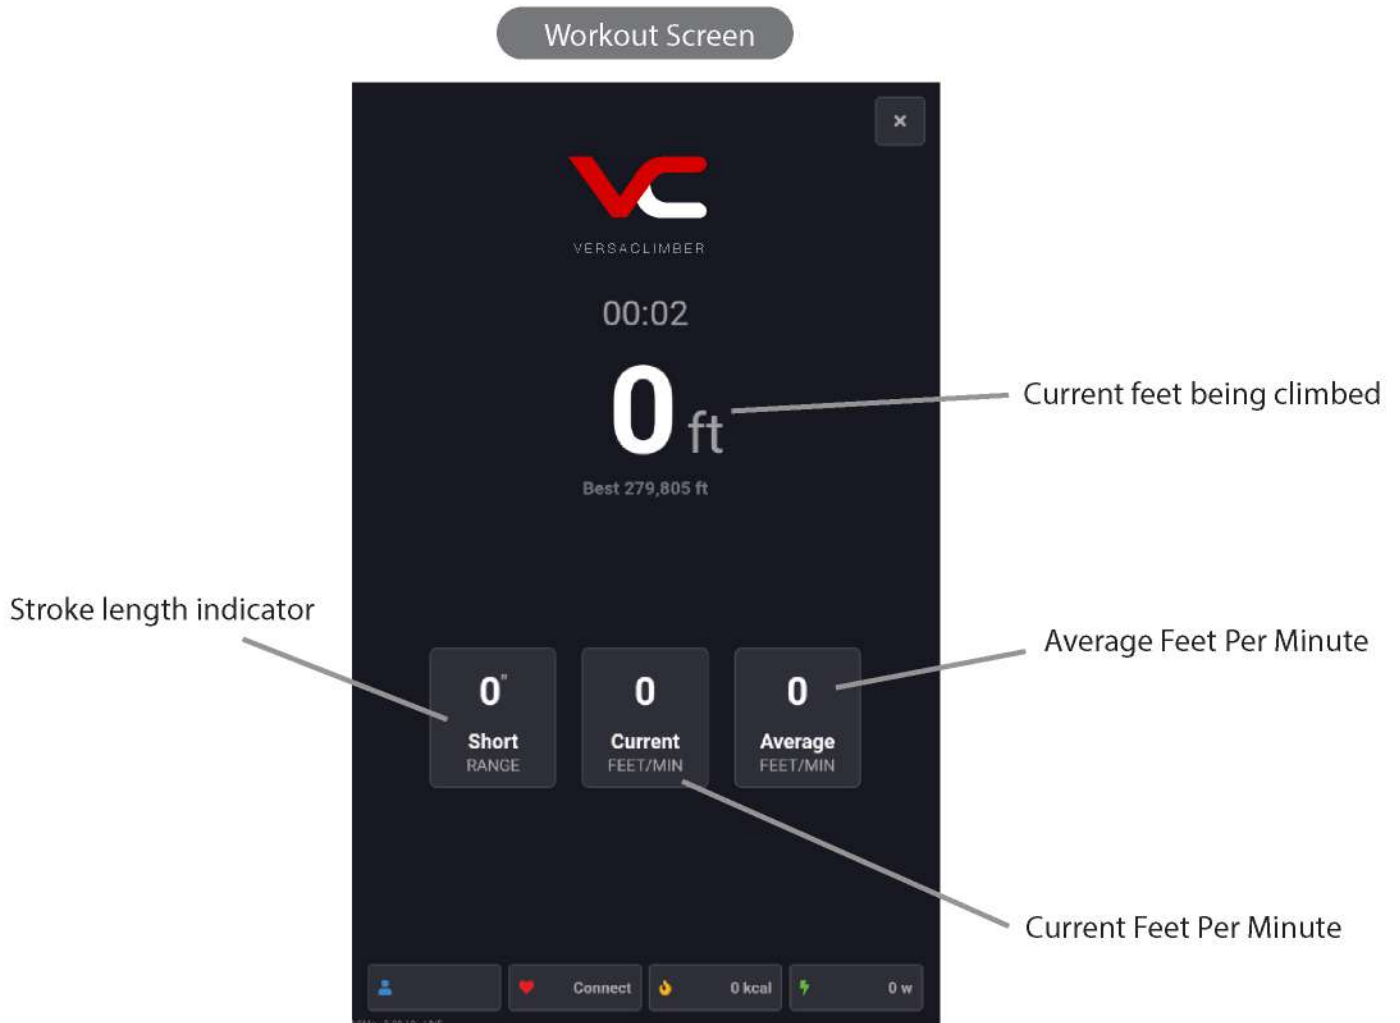 Workout Screen
×
VC
VERSACLIMBER
00:02
0 ft
Current feet being climbed
Best 279,805 ft
Stroke length indicator
Average Feet Per Minute
0" 0 0
Short Current Average
RANGE FEET/MIN FEET/MIN
Current Feet Per Minute
Connect 0 kcal 0 w